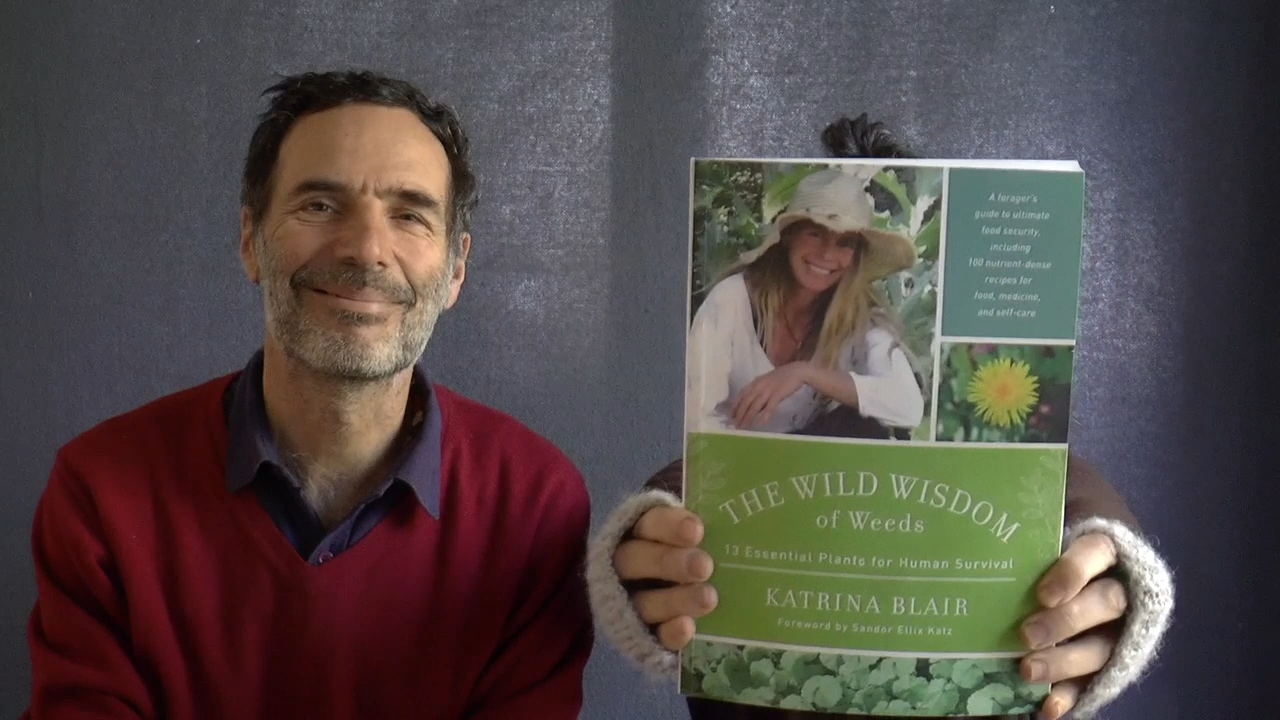 A forager's
guide to ultimate
food security,
including
100 nutrient-dense
recipes for
food, medicine,
and self-care
THE WILD WISDOM
of Weeds
13 Essential Plants for Human Survival
KATRINA BLAIR
Foreword by Sandor Ellix Katz